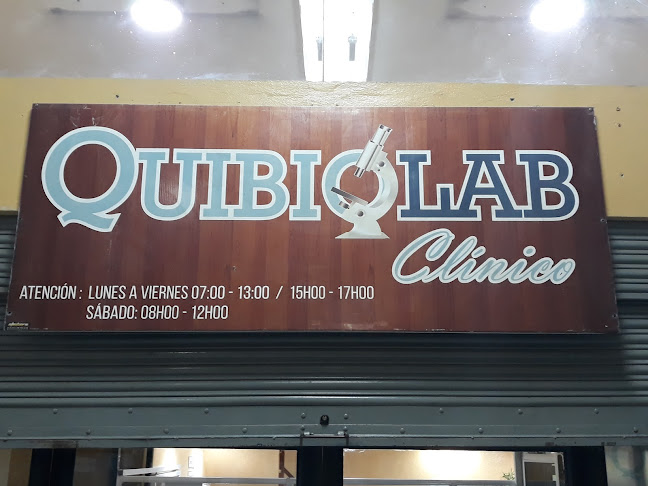 QUIBIOLAB
Clínico
ATENCIÓN : LUNES A VIERNES 07:00 - 13:00 / 15H00 - 17H00
SÁBADO: 08H00 - 12H00